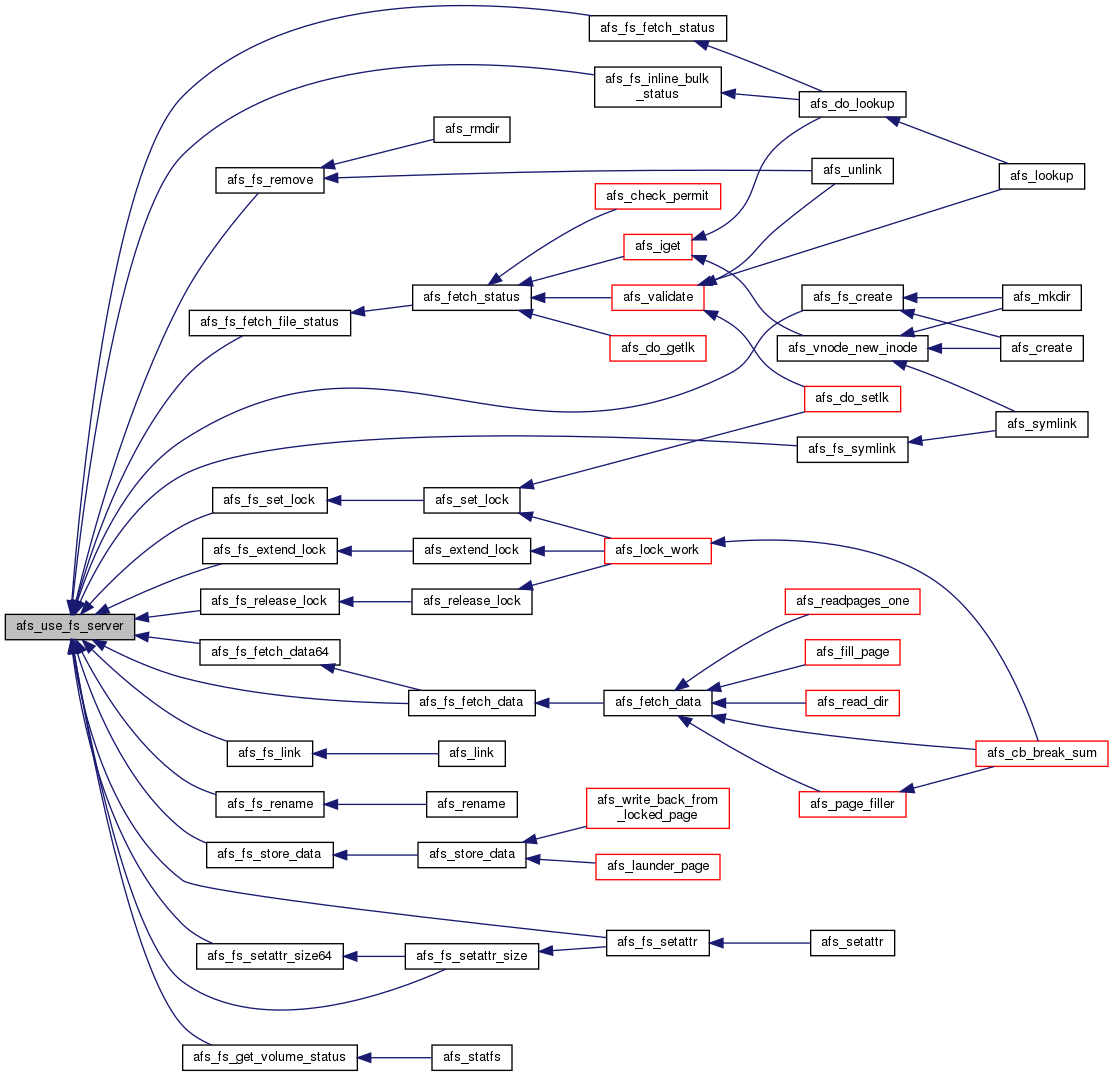 afs_fs_fetch_status
afs_fs_inline_bulk
_status
afs_do_lookup
afs_rmdir
afs_fs_remove
afs_unlink
afs_lookup
afs_check_permit
afs_iget
afs_fetch_status
afs_validate
afs_fs_create
afs_mkdir
afs_fs_fetch_file_status
afs_do_getlk
afs_vnode_new_inode
afs_create
afs_do_setlk
afs_symlink
afs_fs_symlink
afs_fs_set_lock
afs_set_lock
afs_fs_extend_lock
afs_extend_lock
afs_lock_work
afs_fs_release_lock
afs_release_lock
afs_readpages_one
afs_use_fs_server
afs_fs_fetch_data64
afs_fill_page
afs_fs_fetch_data
afs_fetch_data
afs_read_dir
afs_fs_link
afs_link
afs_cb_break_sum
afs_fs_rename
afs_rename
afs_write_back_from
_locked_page
afs_page_filler
afs_fs_store_data
afs_store_data
afs_launder_page
afs_fs_setattr
afs_setattr
afs_fs_setattr_size64
afs_fs_setattr_size
afs_fs_get_volume_status
afs_statfs